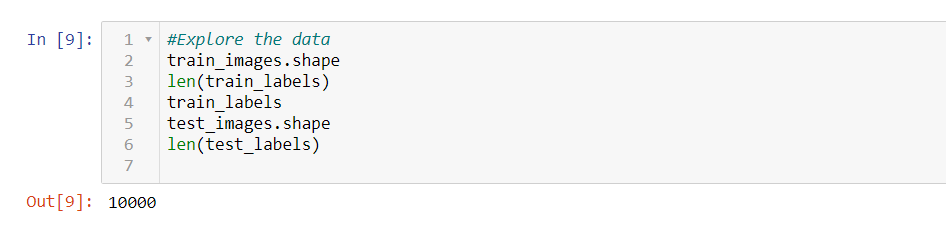 In [9]:
1 #Explore the data
2 train_images.shape
3 len(train_labels)
4 train_labels
5 test_images.shape
6 len(test_labels)
7
Out[9]: 10000